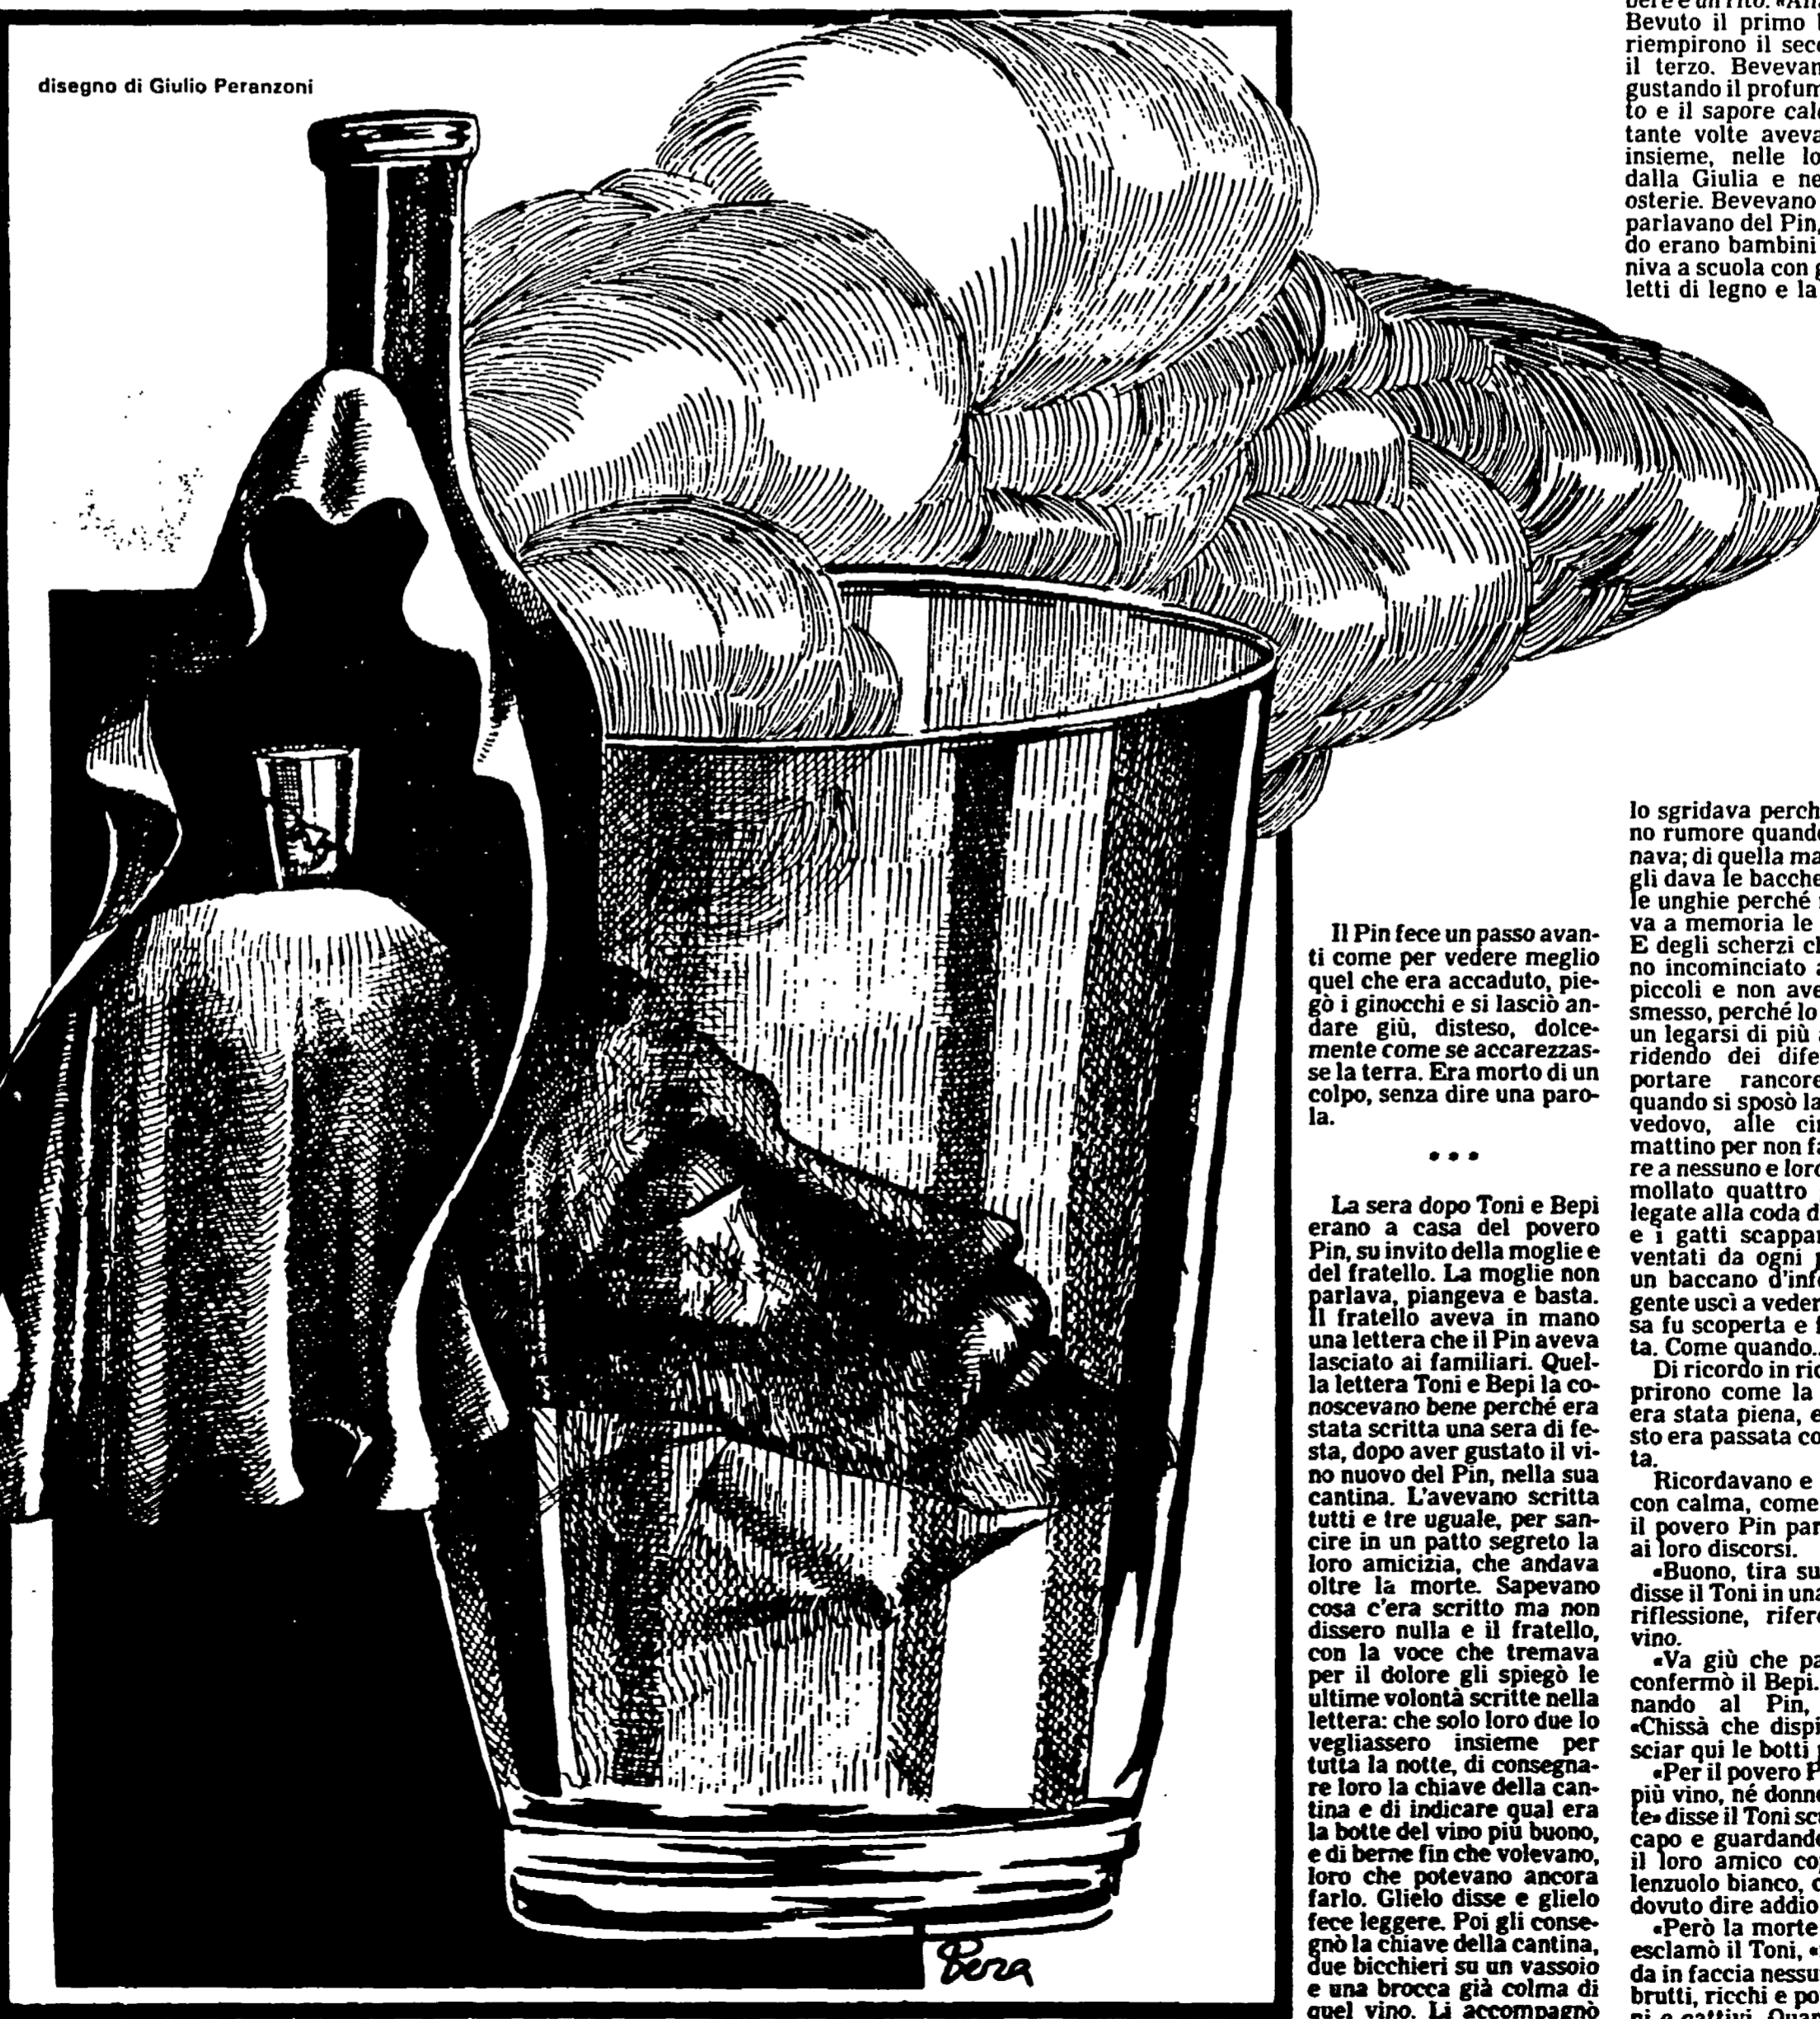 disegno di Giulio Peranzoni
Pera
Il Pin fece un passo avan-
ti come per vedere meglio
quel che era accaduto, pie-
gò i ginocchi e si lasciò an-
dare giù, disteso, dolce-
mente come se accarezzas-
se la terra. Era morto di un
colpo, senza dire una paro-
la.
• • •
La sera dopo Toni e Bepi
erano a casa del povero
Pin, su invito della moglie e
del fratello. La moglie non
parlava, piangeva e basta.
Il fratello aveva in mano
una lettera che il Pin aveva
lasciato ai familiari. Quel-
la lettera Toni e Bepi la co-
noscevano bene perché era
stata scritta una sera di fe-
sta, dopo aver gustato il vi-
no nuovo del Pin, nella sua
cantina. L'avevano scritta
tutti e tre uguale, per san-
cire in un patto segreto la
loro amicizia, che andava
oltre la morte. Sapevano
cosa c'era scritto ma non
dissero nulla e il fratello,
con la voce che tremava
per il dolore gli spiegò le
ultime volontà scritte nella
lettera: che solo loro due lo
vegliassero insieme per
tutta la notte, di consegna-
re loro la chiave della can-
tina e di indicare qual era
la botte del vino più buono,
e di berne fin che volevano,
loro che potevano ancora
farlo. Glielo disse e glielo
fece leggere. Poi gli conse-
gnò la chiave della cantina,
due bicchieri su un vassoio
e una brocca già colma di
quel vino. Li accompagnò
bere è un rito.
Bevuto il primo
riempirono il sec
il terzo. Bevevan
gustando il profum
to e il sapore cal
tante volte aveva
insieme, nelle lo
dalla Giulia e ne
osterie. Bevevano
parlavano del Pin,
do erano bambini
niva a scuola con
letti di legno e la
lo sgridava perch
no rumore quand
nava; di quella ma
gli dava le bacche
le unghie perché
va a memoria le
E degli scherzi c
no incominciato a
piccoli e non ave
smesso, perché lo
un legarsi di più
ridendo dei dife
portare rancore
quando si sposò la
vedovo, alle ci
mattino per non fa
re a nessuno e loro
mollato quattro
legate alla coda d
e i gatti scappa
ventati da ogni p
un baccano d'inf
gente uscì a veder
sa fu scoperta e f
ta. Come quando..
Di ricordo in ric
prirono come la
era stata piena, e
sto era passata co
ta.
Ricordavano e
con calma, come
il povero Pin par
ai loro discorsi.
«Buono, tira su
disse il Toni in una
riflessione, rifer
vino.
«Va giù che pa
confermò il Bepi.
nando al Pin,
«Chissà che dispi
sciar qui le botti
«Per il povero P
più vino, né donn
te» disse il Toni sc
capo e guardand
il loro amico co
lenzuolo bianco, c
dovuto dire addio
«Però la morte
esclamò il Toni, «
da in faccia nessu
brutti, ricchi e po
ni e cattivi. Quan